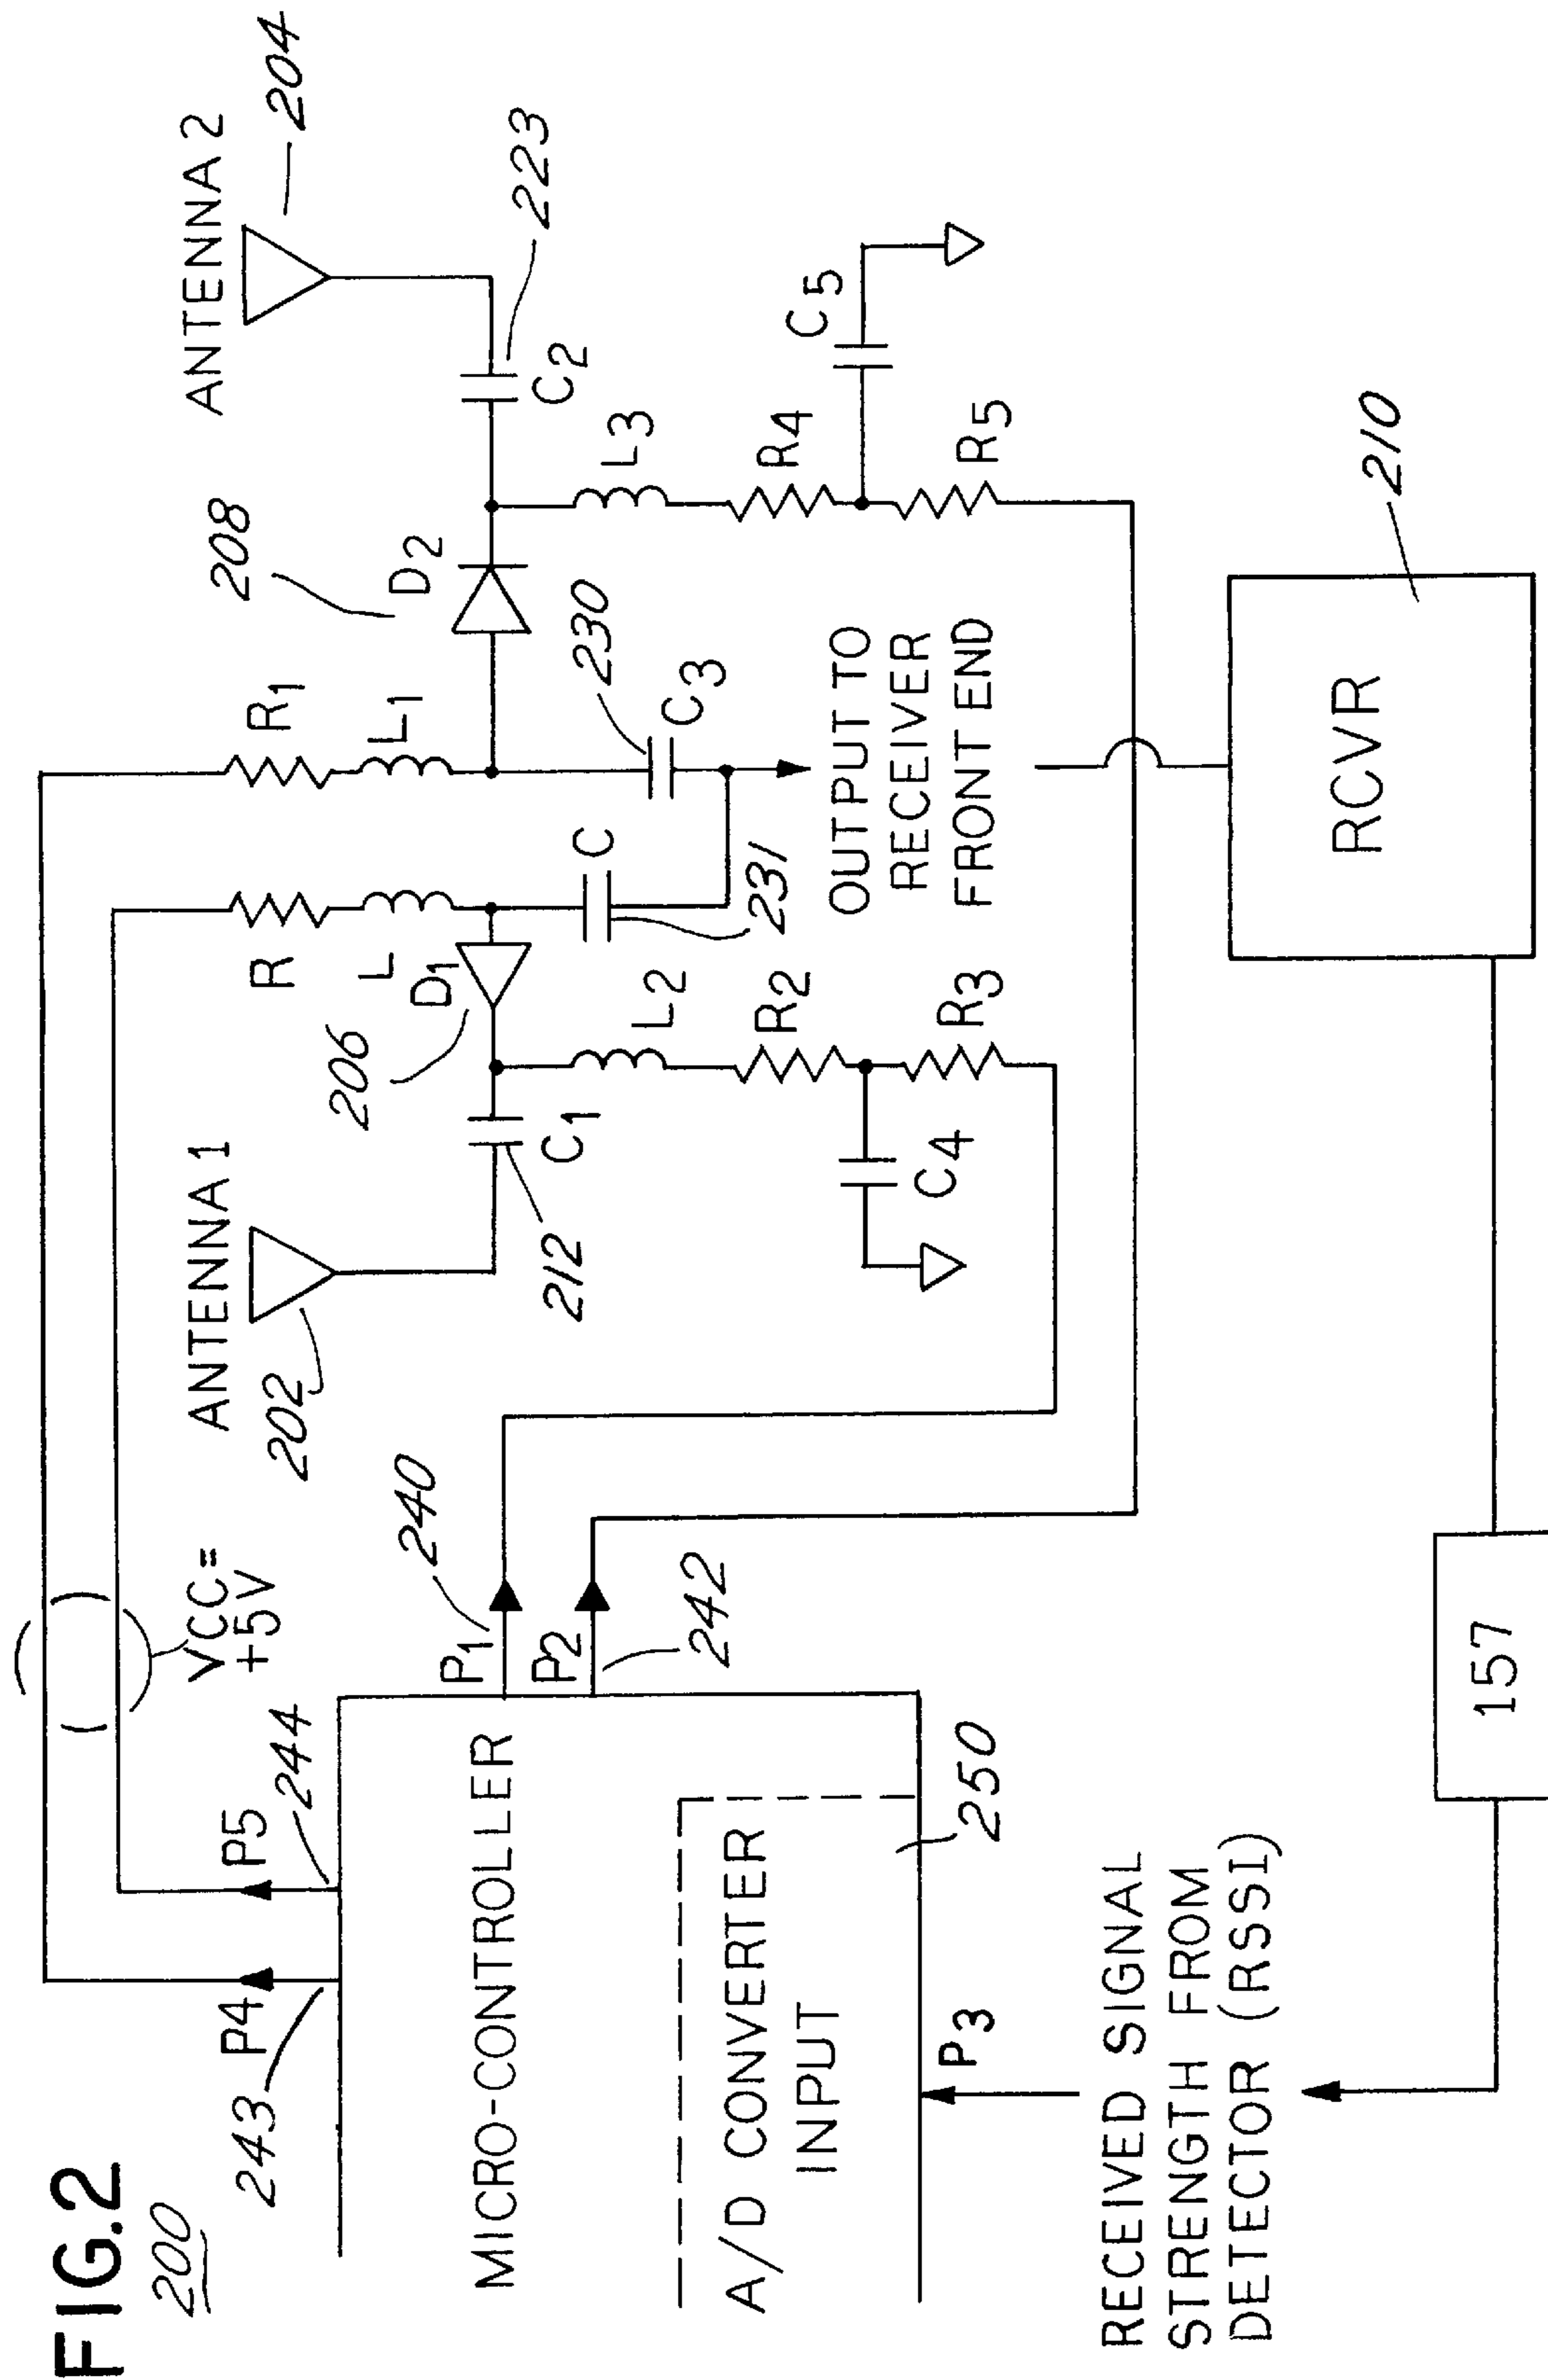 FIG.2
200
243
P4
P5
244
VCC=
+5V
MICRO-CONTROLLER
P1
240
P2
242
A/D CONVERTER
INPUT
250
P3
RECEIVED SIGNAL
STRENGTH FROM
DETECTOR (RSSI)
157
ANTENNA 1
202
212
C1
206
D1
R
L
C
231
L2
R2
R3
C4
R1
L1
208
D2
230
C3
ANTENNA 2
204
C2
223
L3
R4
R5
C5
OUTPUT TO
RECEIVER
FRONT END
RCVR
210